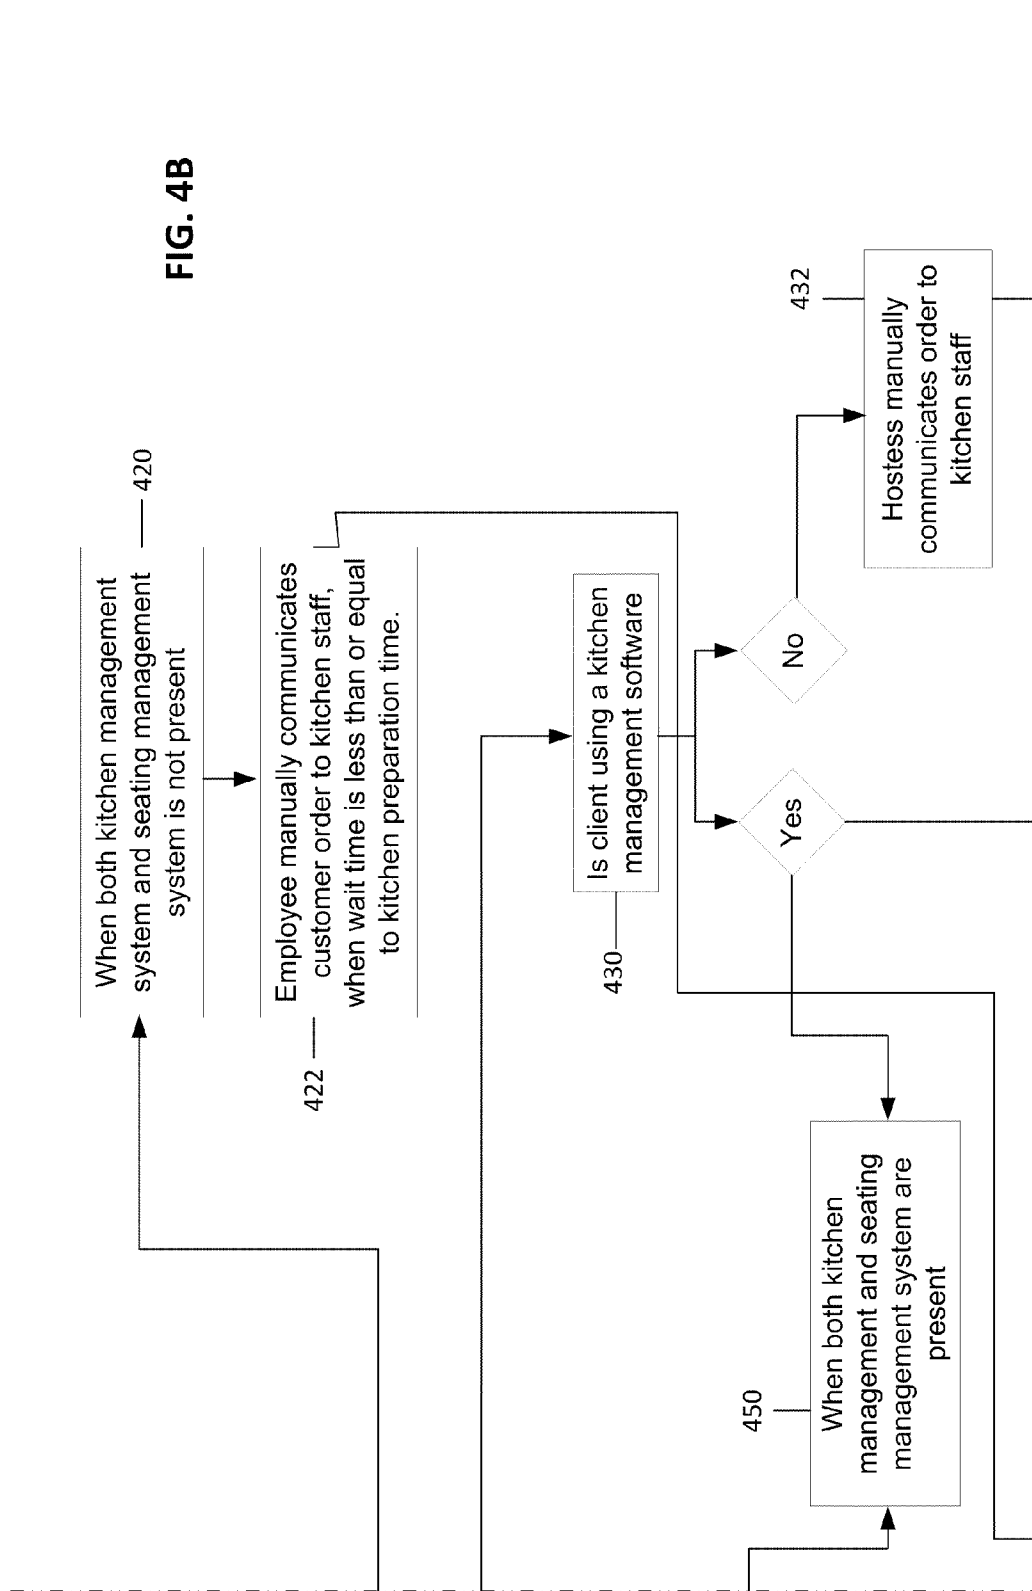 FIG. 4B
When both kitchen management
system and seating management
system is not present
420
Employee manually communicates
customer order to kitchen staff,
when wait time is less than or equal
to kitchen preparation time.
422
Is client using a kitchen
management software
430
Yes
No
Hostess manually
communicates order to
kitchen staff
432
When both kitchen
management and seating
management system are
present
450